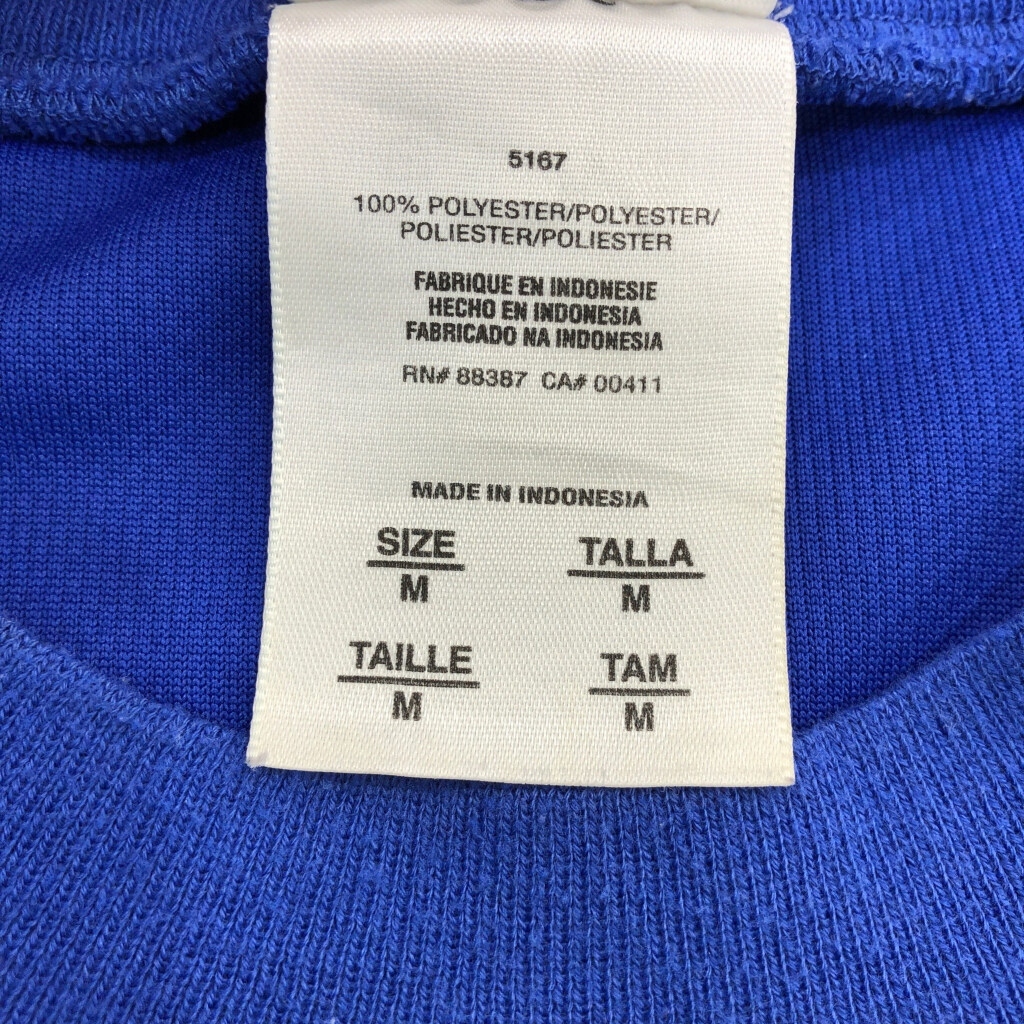 5167
100% POLYESTER/POLYESTER/
POLIESTER/POLIESTER
FABRIQUE EN INDONESIE
HECHO EN INDONESIA
FABRICADO NA INDONESIA
RN# 88387 CA# 00411
MADE IN INDONESIA
SIZE TALLA
M M
TAILLE TAM
M M